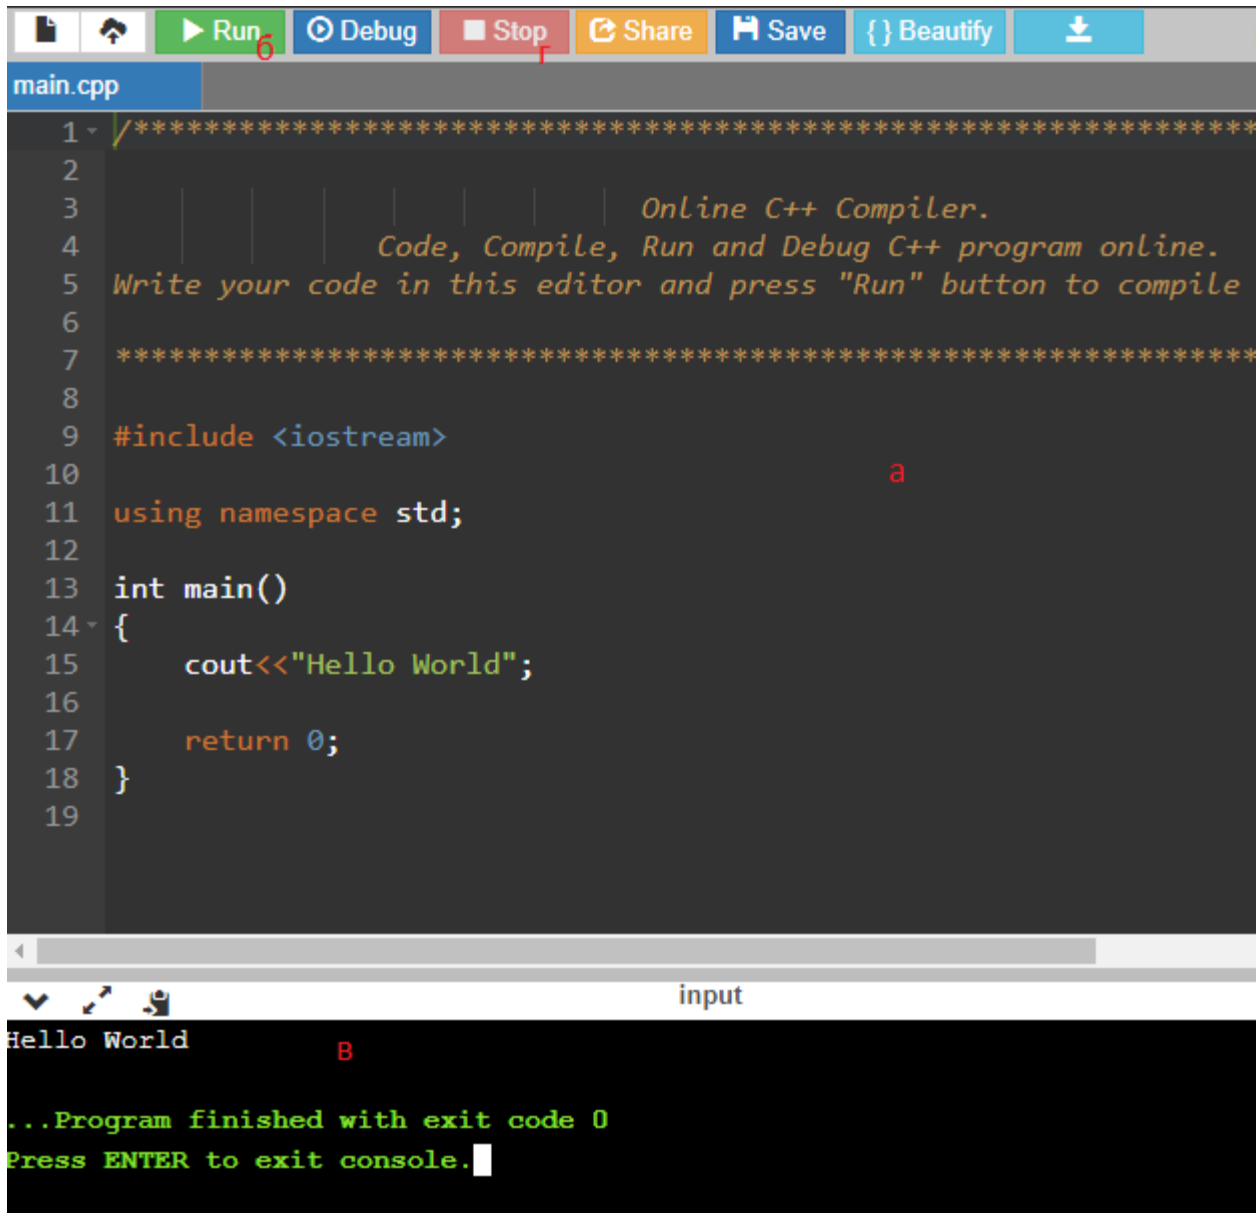 Run Debug Stop Share Save { } Beautify
б г
main.cpp
1 /*****************************************************************
2
3 Online C++ Compiler.
4 Code, Compile, Run and Debug C++ program online.
5 Write your code in this editor and press "Run" button to compile
6
7 *****************************************************************
8
9 #include <iostream>
10 а
11 using namespace std;
12
13 int main()
14 {
15 cout<<"Hello World";
16
17 return 0;
18 }
19
input
Hello World
в
...Program finished with exit code 0
Press ENTER to exit console.